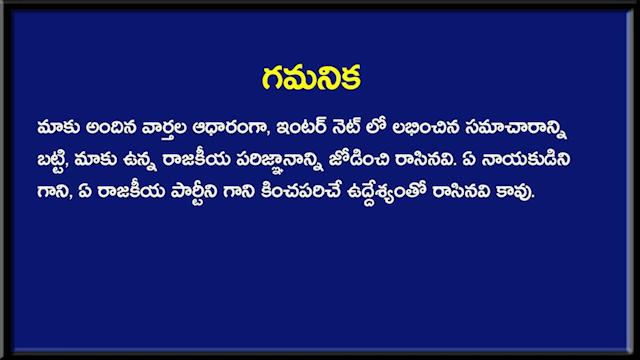 గమనిక
మాకు అందిన వార్తల ఆధారంగా, ఇంటర్ నెట్ లో లభించిన సమాచారాన్ని
బట్టి, మాకు ఉన్న రాజకీయ పరిజ్ఞానాన్ని జోడించి రాసినవి. ఏ నాయకుడిని
గాని, ఏ రాజకీయ పార్టీని గాని కించపరిచే ఉద్దేశ్యంతో రాసినవి కావు.